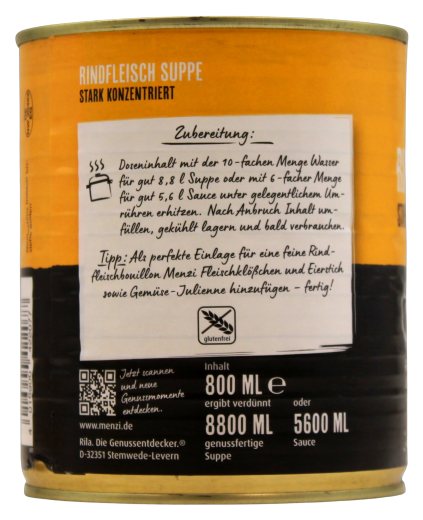 RINDFLEISCH SUPPE
STARK KONZENTRIERT
Zubereitung:
Doseninhalt mit der 10-fachen Menge Wasser
für gut 8,8 l Suppe oder mit 6-facher Menge
für gut 5,6 l Sauce unter gelegentlichem Um-
rühren erhitzen. Nach Anbruch Inhalt um-
füllen, gekühlt lagern und bald verbrauchen.
Tipp: Als perfekte Einlage für eine feine Rind-
fleischbouillon Menzi Fleischklößchen und Eierstich
sowie Gemüse-Julienne hinzufügen – fertig!
glutenfrei
Jetzt scannen
und neue
Genussmomente
entdecken.
www.menzi.de
Rila. Die Genussentdecker.®
D-32351 Stemwede-Levern
Inhalt
800 ML ℮
ergibt verdünnt
8800 ML
genussfertige
Suppe
oder
5600 ML
Sauce